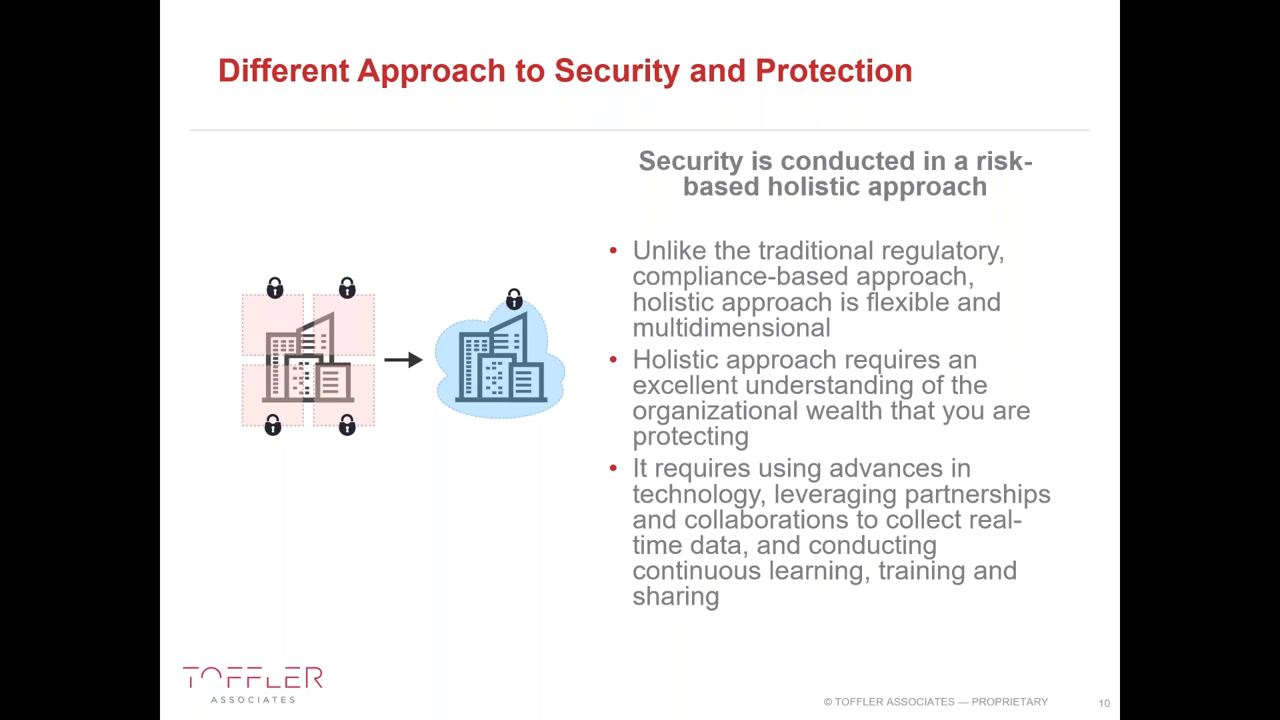 Different Approach to Security and Protection
Security is conducted in a risk-
based holistic approach
• Unlike the traditional regulatory,
compliance-based approach,
holistic approach is flexible and
multidimensional
• Holistic approach requires an
excellent understanding of the
organizational wealth that you are
protecting
• It requires using advances in
technology, leveraging partnerships
and collaborations to collect real-
time data, and conducting
continuous learning, training and
sharing
TOFFLER
ASSOCIATES
© TOFFLER ASSOCIATES — PROPRIETARY
10